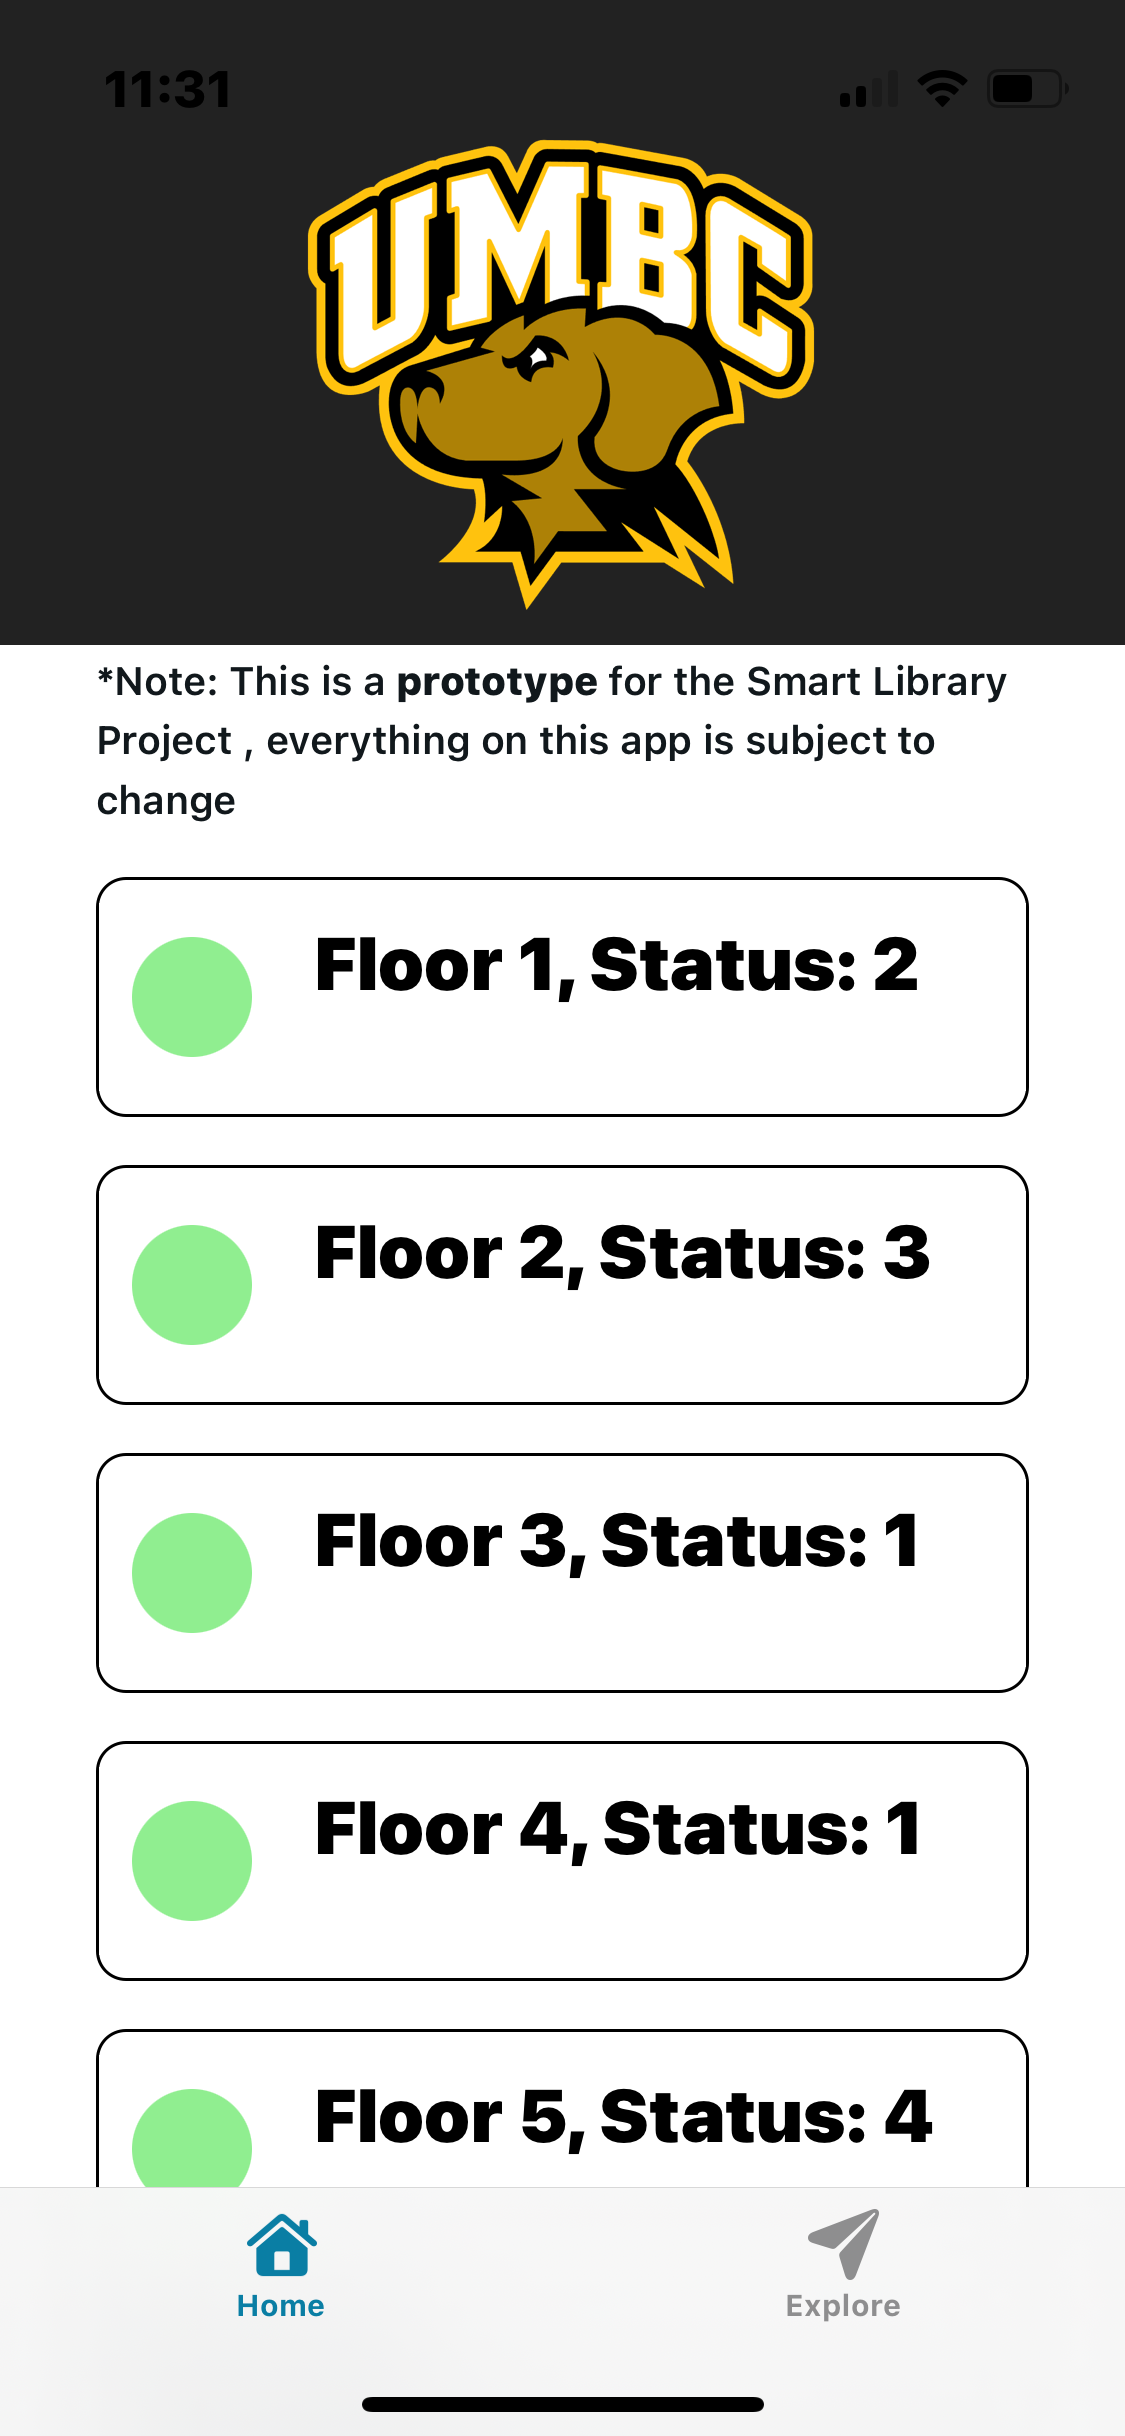 11:31
UMBC
*Note: This is a prototype for the Smart Library
Project , everything on this app is subject to
change
Floor 1, Status: 2
Floor 2, Status: 3
Floor 3, Status: 1
Floor 4, Status: 1
Floor 5, Status: 4
Home
Explore